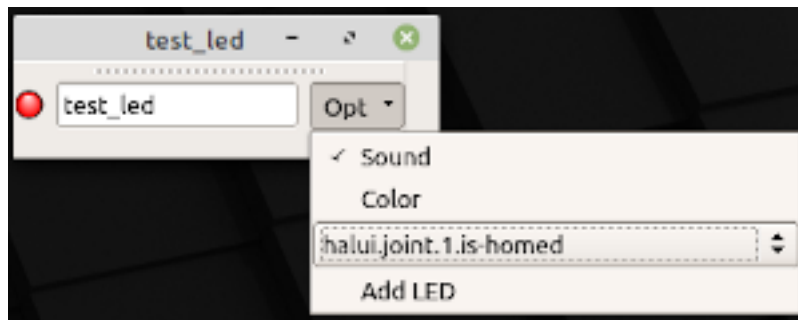 test_led
test_led
Opt
Sound
Color
halui.joint.1.is-homed
Add LED